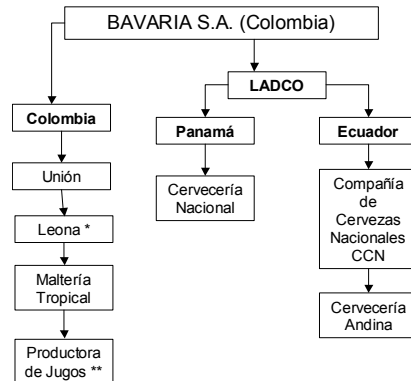 BAVARIA S.A. (Colombia)
LADCO
Colombia
Panamá
Ecuador
Unión
Cervecería
Nacional
Compañía
de
Cervezas
Nacionales
CCN
Leona *
Maltería
Tropical
Cervecería
Andina
Productora
de Jugos **